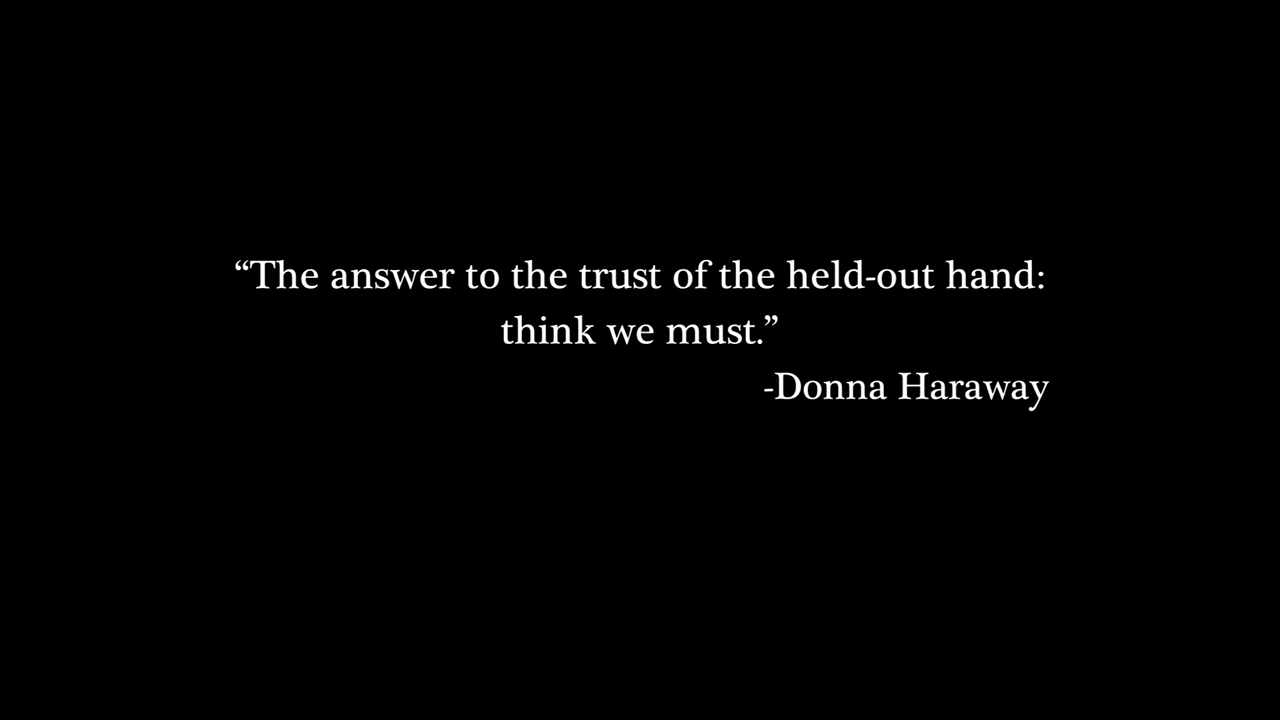 “The answer to the trust of the held-out hand:
think we must.”
-Donna Haraway